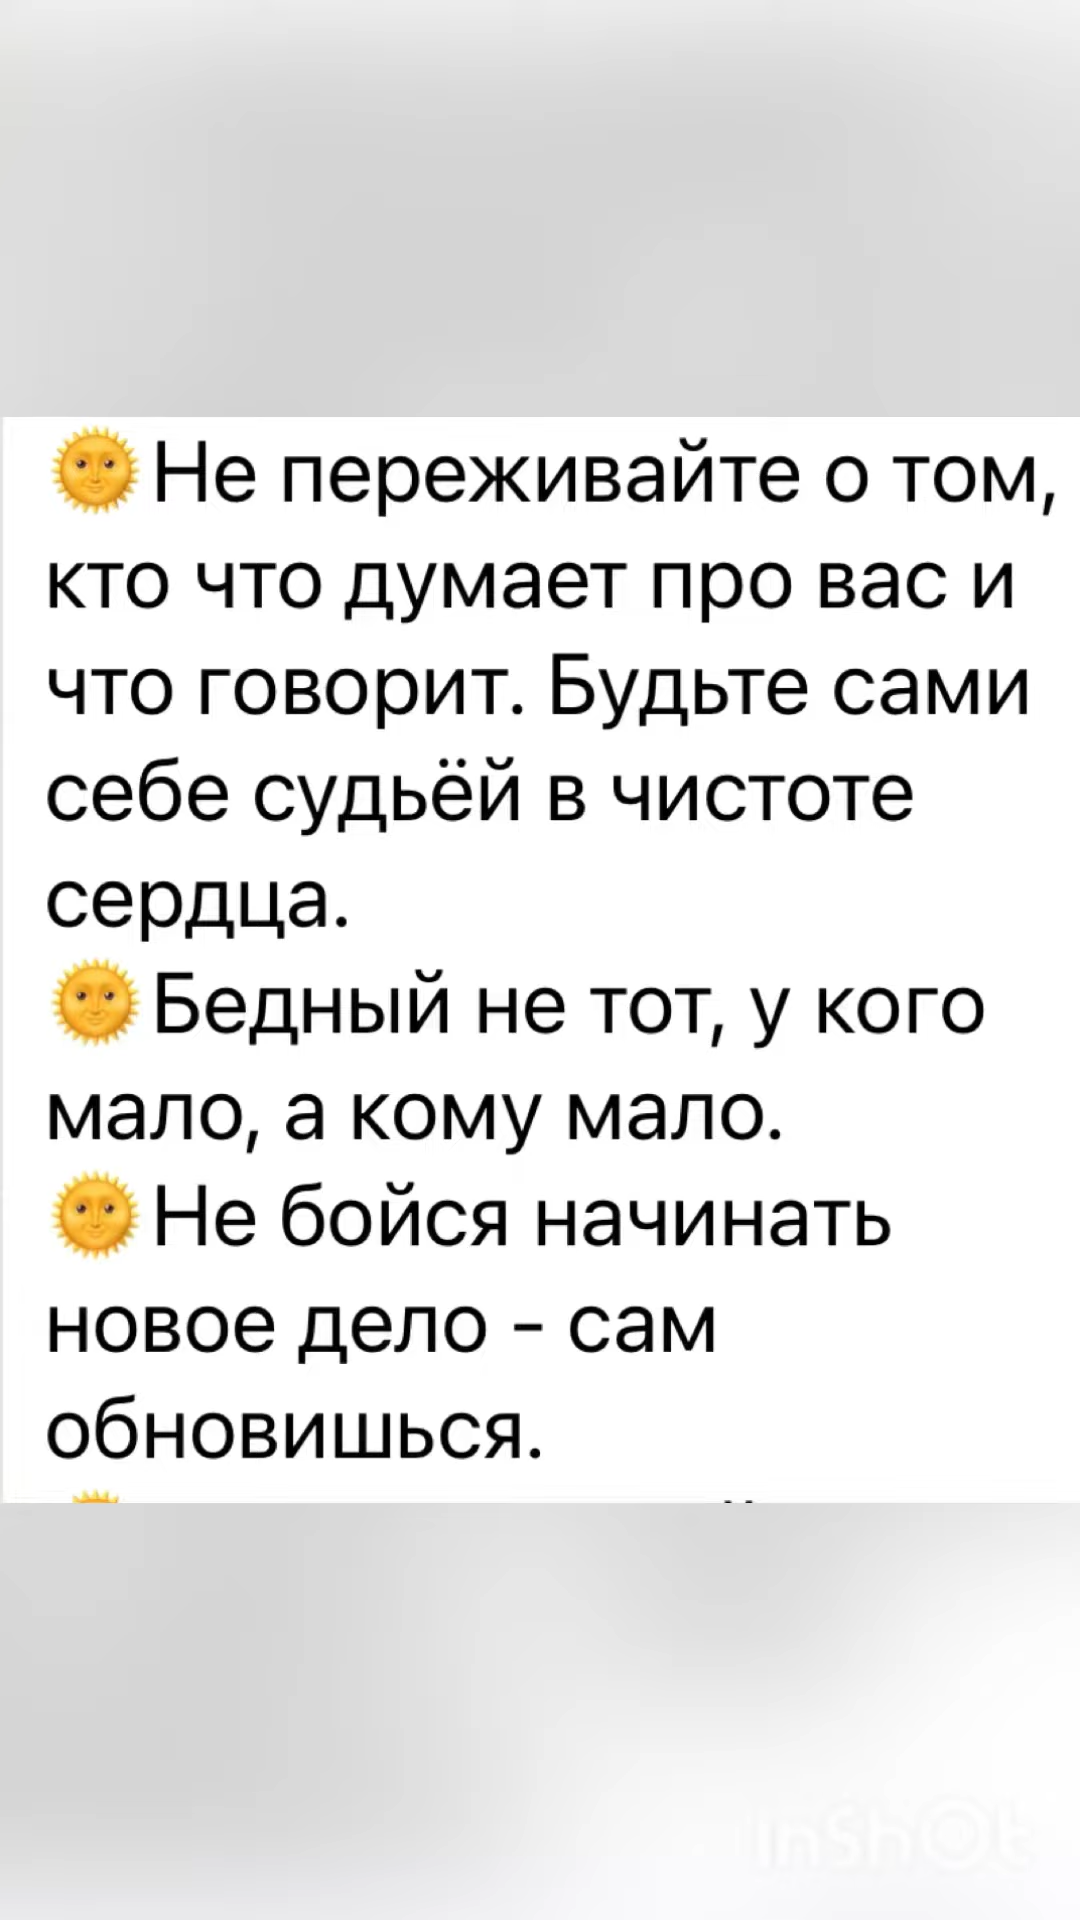 🌞Не переживайте о том,
кто что думает про вас и
что говорит. Будьте сами
себе судьёй в чистоте
сердца.
🌞Бедный не тот, у кого
мало, а кому мало.
🌞Не бойся начинать
новое дело - сам
обновишься.
InShOt